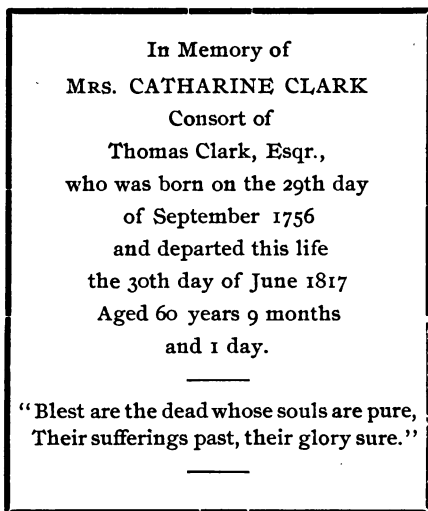 In Memory of
MRS. CATHARINE CLARK
Consort of
Thomas Clark, Esqr.,
who was born on the 29th day
of September 1756
and departed this life
the 30th day of June 1817
Aged 60 years 9 months
and 1 day.
"Blest are the dead whose souls are pure,
Their sufferings past, their glory sure."